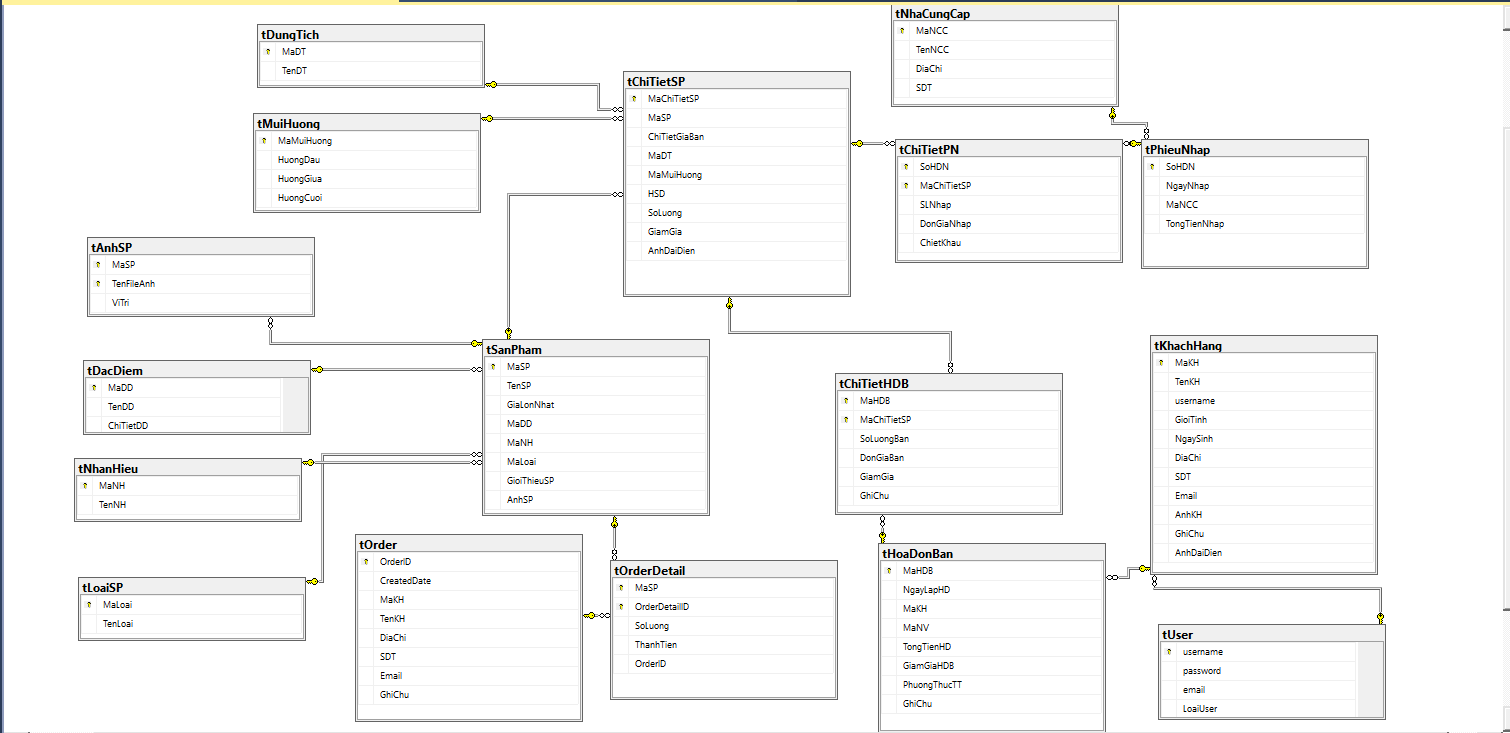 tDungTich
MaDT
TenDT
tMuiHuong
MaMuiHuong
HuongDau
HuongGiua
HuongCuoi
tAnhSP
MaSP
TenFileAnh
ViTri
tDacDiem
MaDD
TenDD
ChiTietDD
tNhanHieu
MaNH
TenNH
tLoaiSP
MaLoai
TenLoai
tChiTietSP
MaChiTietSP
MaSP
ChiTietGiaBan
MaDT
MaMuiHuong
HSD
SoLuong
GiamGia
AnhDaiDien
tSanPham
MaSP
TenSP
GiaLonNhat
MaDD
MaNH
MaLoai
GioiThieuSP
AnhSP
tOrder
OrderID
CreatedDate
MaKH
TenKH
DiaChi
SDT
Email
GhiChu
tOrderDetail
MaSP
OrderDetailID
SoLuong
ThanhTien
OrderID
tNhaCungCap
MaNCC
TenNCC
DiaChi
SDT
tChiTietPN
SoHDN
MaChiTietSP
SLNhap
DonGiaNhap
ChietKhau
tPhieuNhap
SoHDN
NgayNhap
MaNCC
TongTienNhap
tChiTietHDB
MaHDB
MaChiTietSP
SoLuongBan
DonGiaBan
GiamGia
GhiChu
tHoaDonBan
MaHDB
NgayLapHD
MaKH
MaNV
TongTienHD
GiamGiaHDB
PhuongThucTT
GhiChu
tKhachHang
MaKH
TenKH
username
GioiTinh
NgaySinh
DiaChi
SDT
Email
AnhKH
GhiChu
AnhDaiDien
tUser
username
password
email
LoaiUser